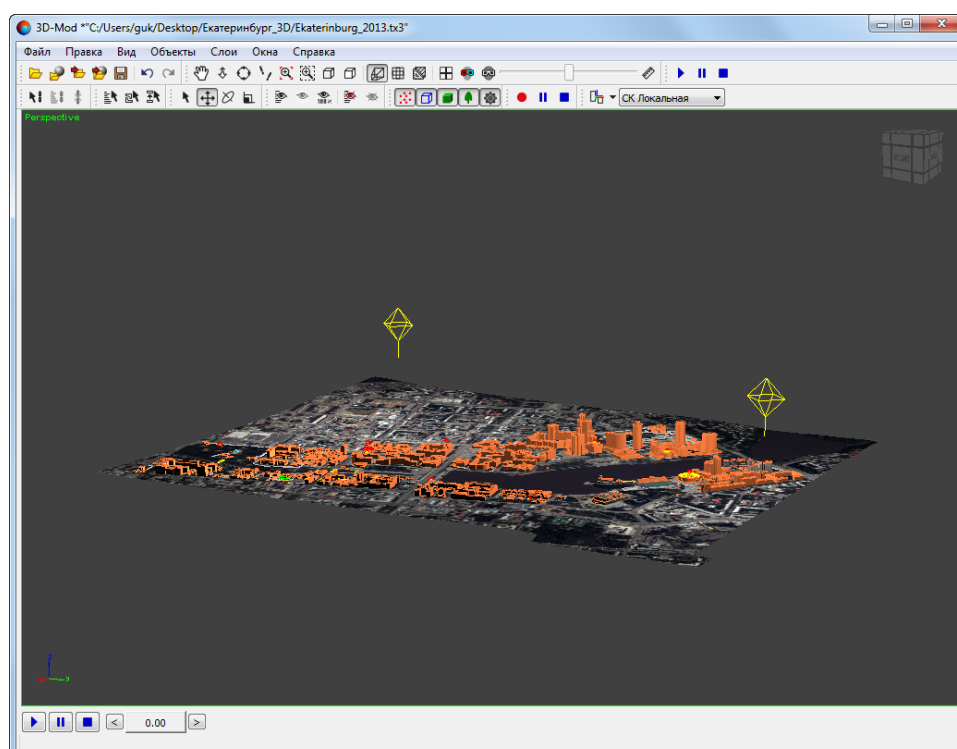 3D-Mod *"C:/Users/guk/Desktop/Екатеринбург_3D/Ekaterinburg_2013.tx3"
Файл Правка Вид Объекты Слои Окна Справка
100%
СК Локальная
Perspective
0.00